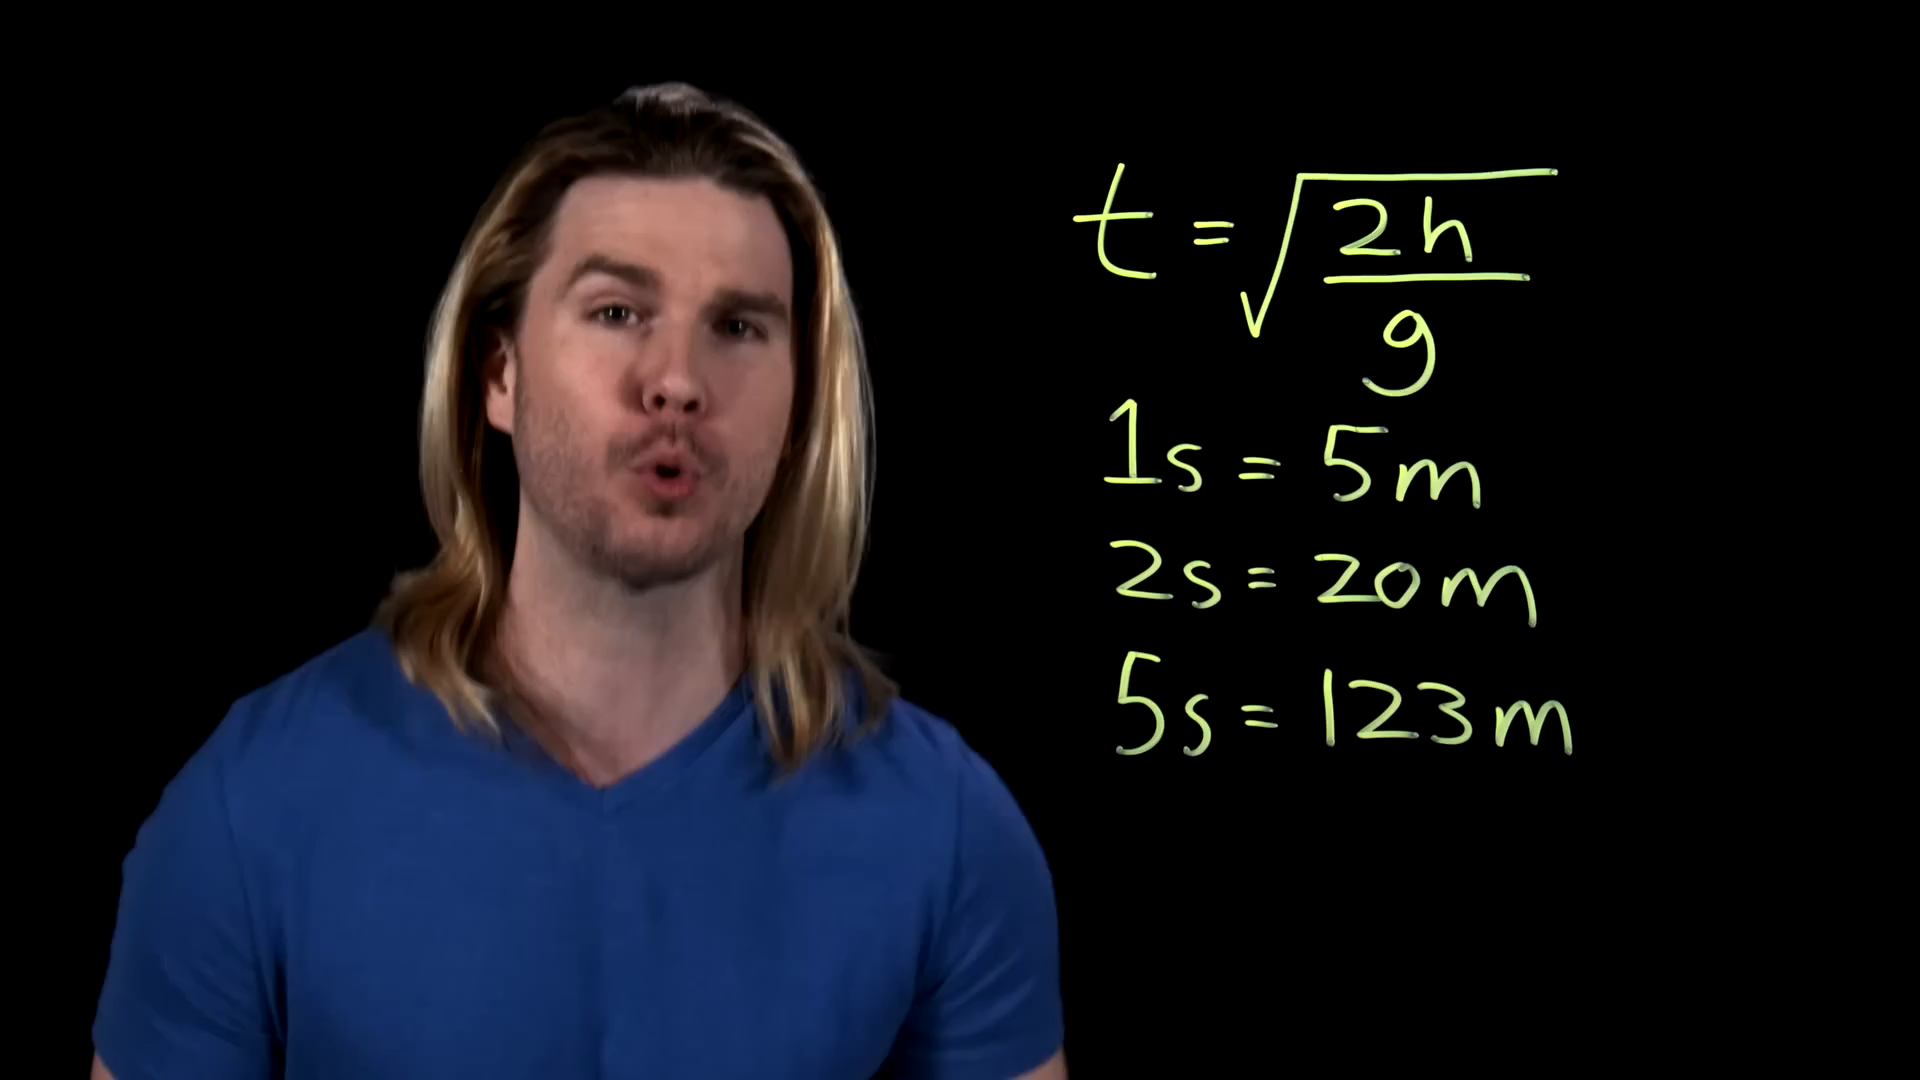 t = √(2h/g)
1s = 5m
2s = 20m
5s = 123m